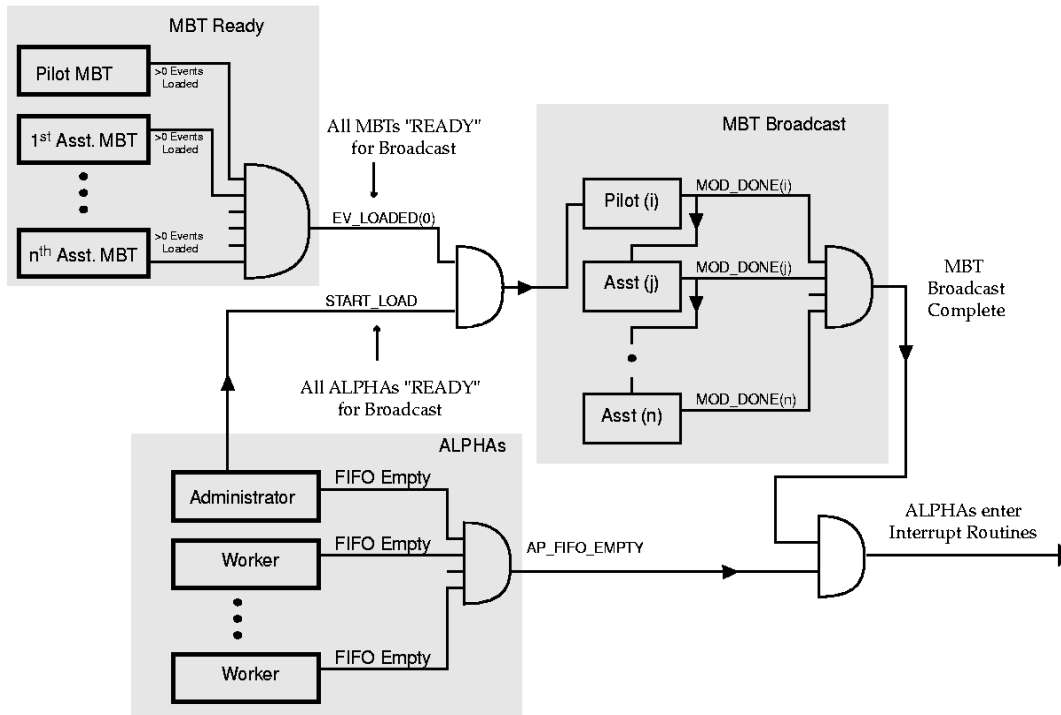 MBT Ready
Pilot MBT
>0 Events
Loaded
1st Asst. MBT
>0 Events
Loaded
nth Asst. MBT
>0 Events
Loaded
All MBTs "READY"
for Broadcast
EV_LOADED(0)
START_LOAD
All ALPHAs "READY"
for Broadcast
MBT Broadcast
Pilot (i)
MOD_DONE(i)
Asst (j)
MOD_DONE(j)
Asst (n)
MOD_DONE(n)
MBT
Broadcast
Complete
ALPHAs
Administrator
FIFO Empty
Worker
FIFO Empty
Worker
FIFO Empty
AP_FIFO_EMPTY
ALPHAs enter
Interrupt Routines